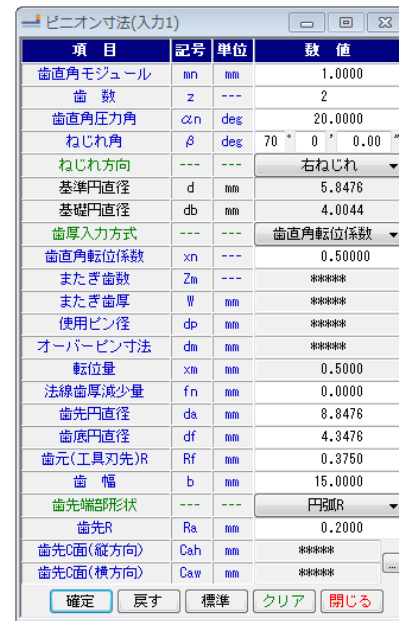 ピニオン寸法(入力1)
項 目 記号 単位 数 値
歯直角モジュール mn mm 1.0000
歯 数 z --- 2
歯直角圧力角 αn deg 20.0000
ねじれ角 β deg 70 ° 0 ' 0.00 "
ねじれ方向 --- --- 右ねじれ
基準円直径 d mm 5.8476
基礎円直径 db mm 4.0044
歯厚入力方式 --- --- 歯直角転位係数
歯直角転位係数 xn --- 0.50000
またぎ歯数 Zm --- *****
またぎ歯厚 W mm *****
使用ピン径 dp mm *****
オーバーピン寸法 dm mm *****
転位量 xm mm 0.5000
法線歯厚減少量 fn mm 0.0000
歯先円直径 da mm 8.8476
歯底円直径 df mm 4.3476
歯元(工具刃先)R Rf mm 0.3750
歯 幅 b mm 15.0000
歯先端部形状 --- --- 円弧R
歯先R Ra mm 0.2000
歯先C面(縦方向) Cah mm *****
歯先C面(横方向) Caw mm ***** ...
確定 戻す 標準 クリア 閉じる